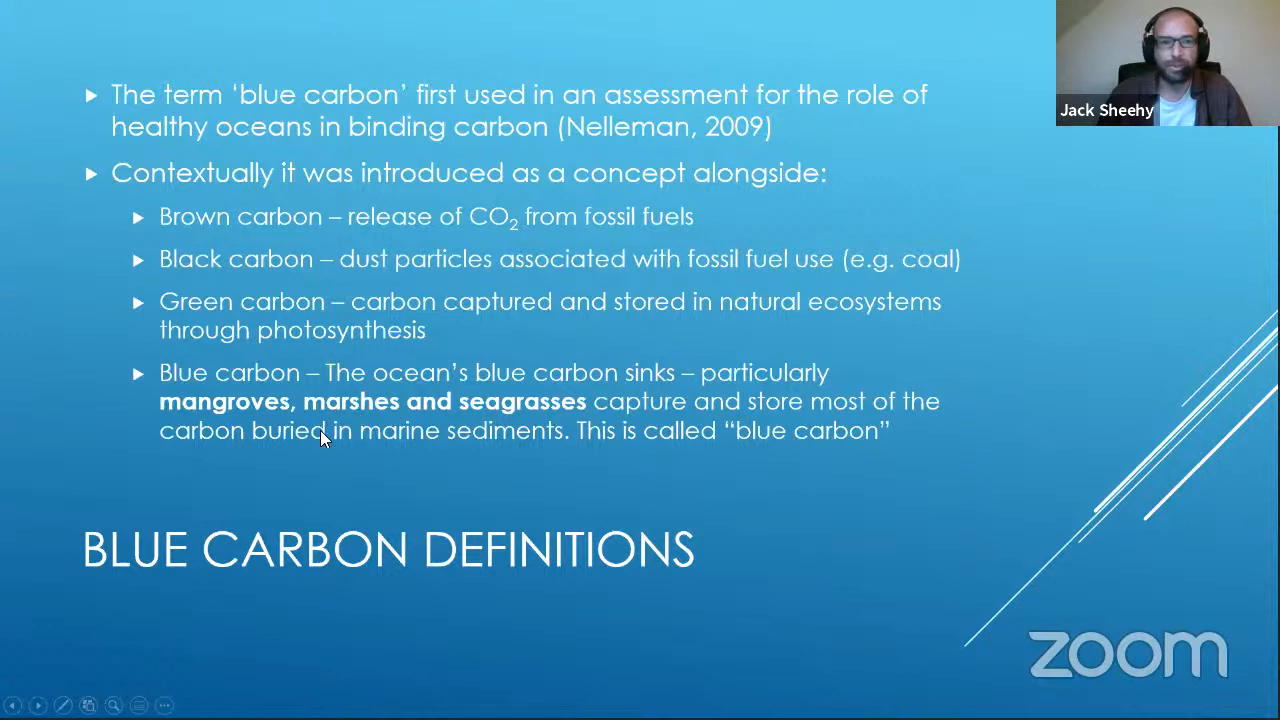 The term ‘blue carbon’ first used in an assessment for the role of
healthy oceans in binding carbon (Nelleman, 2009)
Contextually it was introduced as a concept alongside:
Brown carbon – release of CO₂ from fossil fuels
Black carbon – dust particles associated with fossil fuel use (e.g. coal)
Green carbon – carbon captured and stored in natural ecosystems
through photosynthesis
Blue carbon – The ocean’s blue carbon sinks – particularly
mangroves, marshes and seagrasses capture and store most of the
carbon buried in marine sediments. This is called “blue carbon”
BLUE CARBON DEFINITIONS
Jack Sheehy
zoom